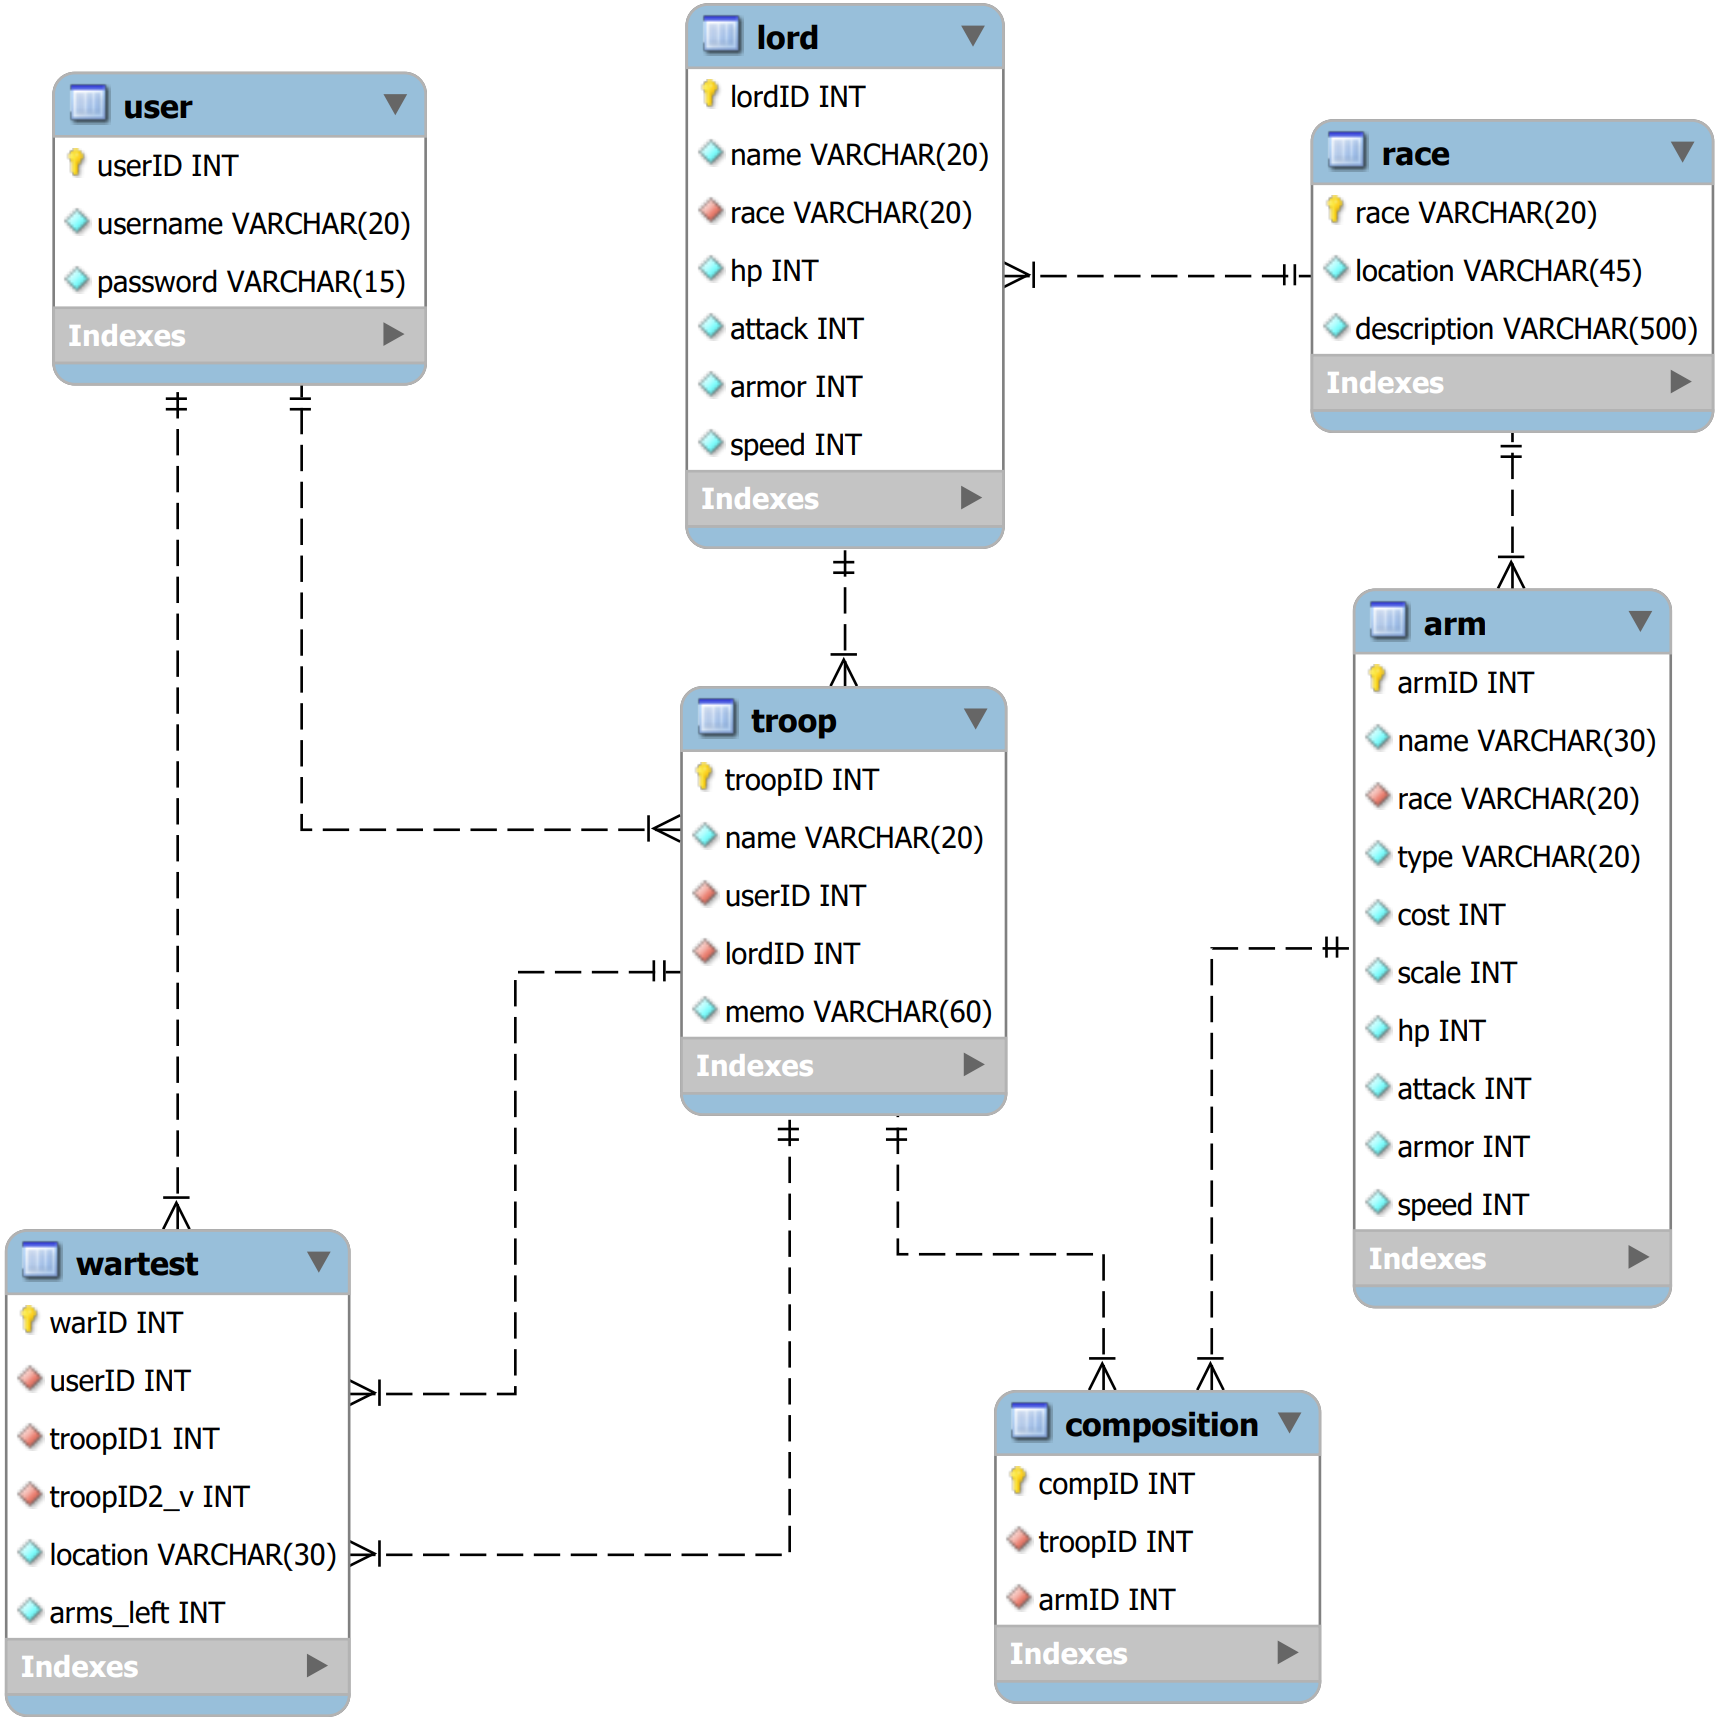 user
userID INT
username VARCHAR(20)
password VARCHAR(15)
Indexes
lord
lordID INT
name VARCHAR(20)
race VARCHAR(20)
hp INT
attack INT
armor INT
speed INT
Indexes
race
race VARCHAR(20)
location VARCHAR(45)
description VARCHAR(500)
Indexes
troop
troopID INT
name VARCHAR(20)
userID INT
lordID INT
memo VARCHAR(60)
Indexes
arm
armID INT
name VARCHAR(30)
race VARCHAR(20)
type VARCHAR(20)
cost INT
scale INT
hp INT
attack INT
armor INT
speed INT
Indexes
wartest
warID INT
userID INT
troopID1 INT
troopID2_v INT
location VARCHAR(30)
arms_left INT
Indexes
composition
compID INT
troopID INT
armID INT
Indexes